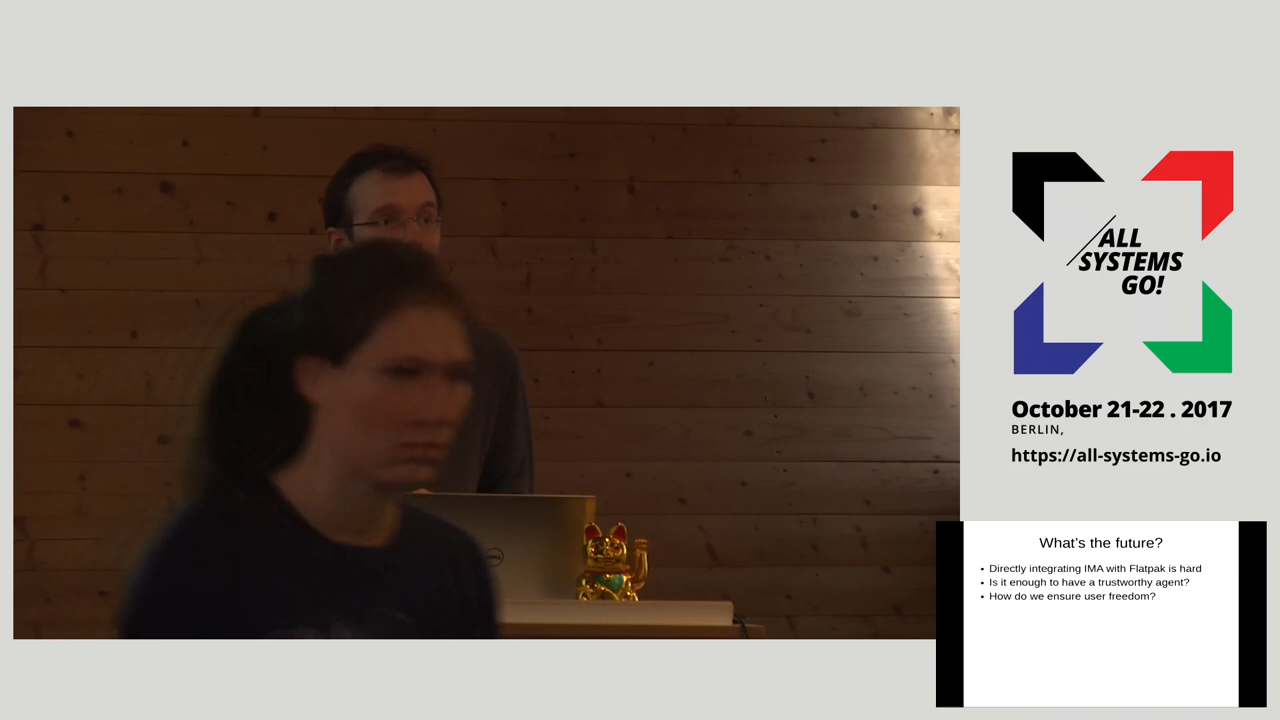 ALL
SYSTEMS
GO!
October 21-22 . 2017
BERLIN,
https://all-systems-go.io
What's the future?
• Directly integrating IMA with Flatpak is hard
• Is it enough to have a trustworthy agent?
• How do we ensure user freedom?
DELL